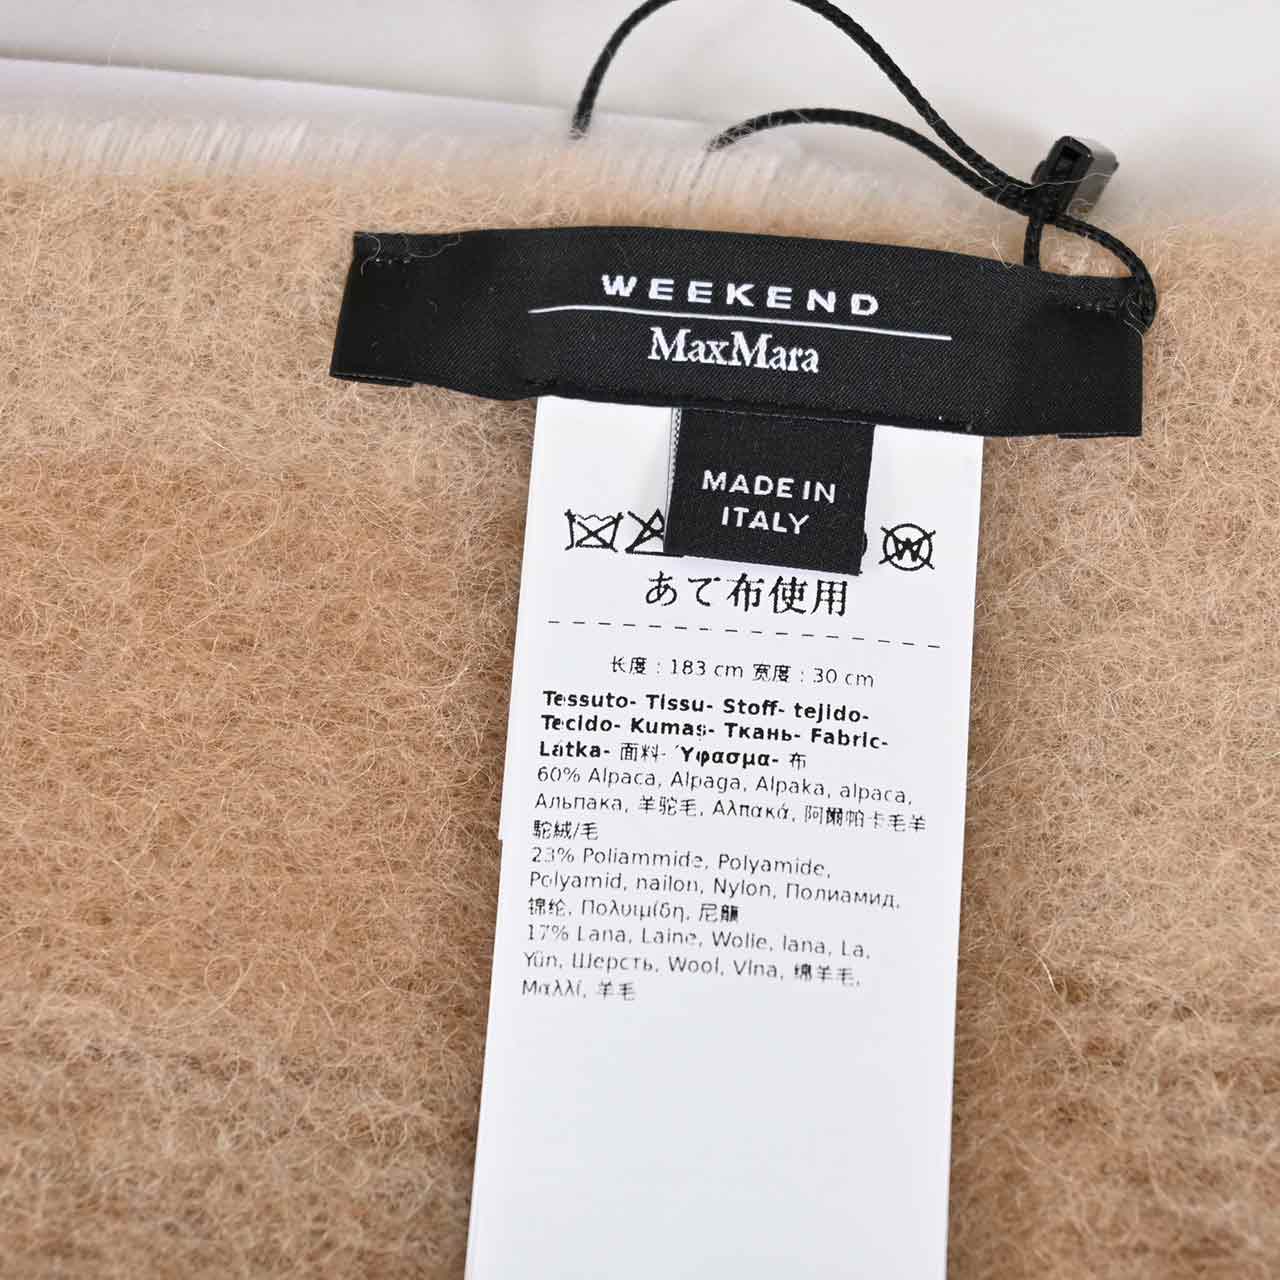 WEEKEND
MaxMara
MADE IN
ITALY
W
あて布使用
长度 : 183 cm 宽度 : 30 cm
Tessuto- Tissu- Stoff- tejido-
Tecido- Kumaş- Ткань- Fabric-
Látka- 面料- Ύφασμα- 布
60% Alpaca, Alpaga, Alpaka, alpaca,
Альпака, 羊驼毛, Αλπακά, 阿爾帕卡毛羊
駝絨/毛
23% Poliammide, Polyamide,
Polyamid, nailon, Nylon, Полиамид,
锦纶, Πολυιμίδη, 尼龍
17% Lana, Laine, Wolle, lana, La,
Yün, Шерсть, Wool, Vlna, 绵羊毛,
Μαλλί, 羊毛